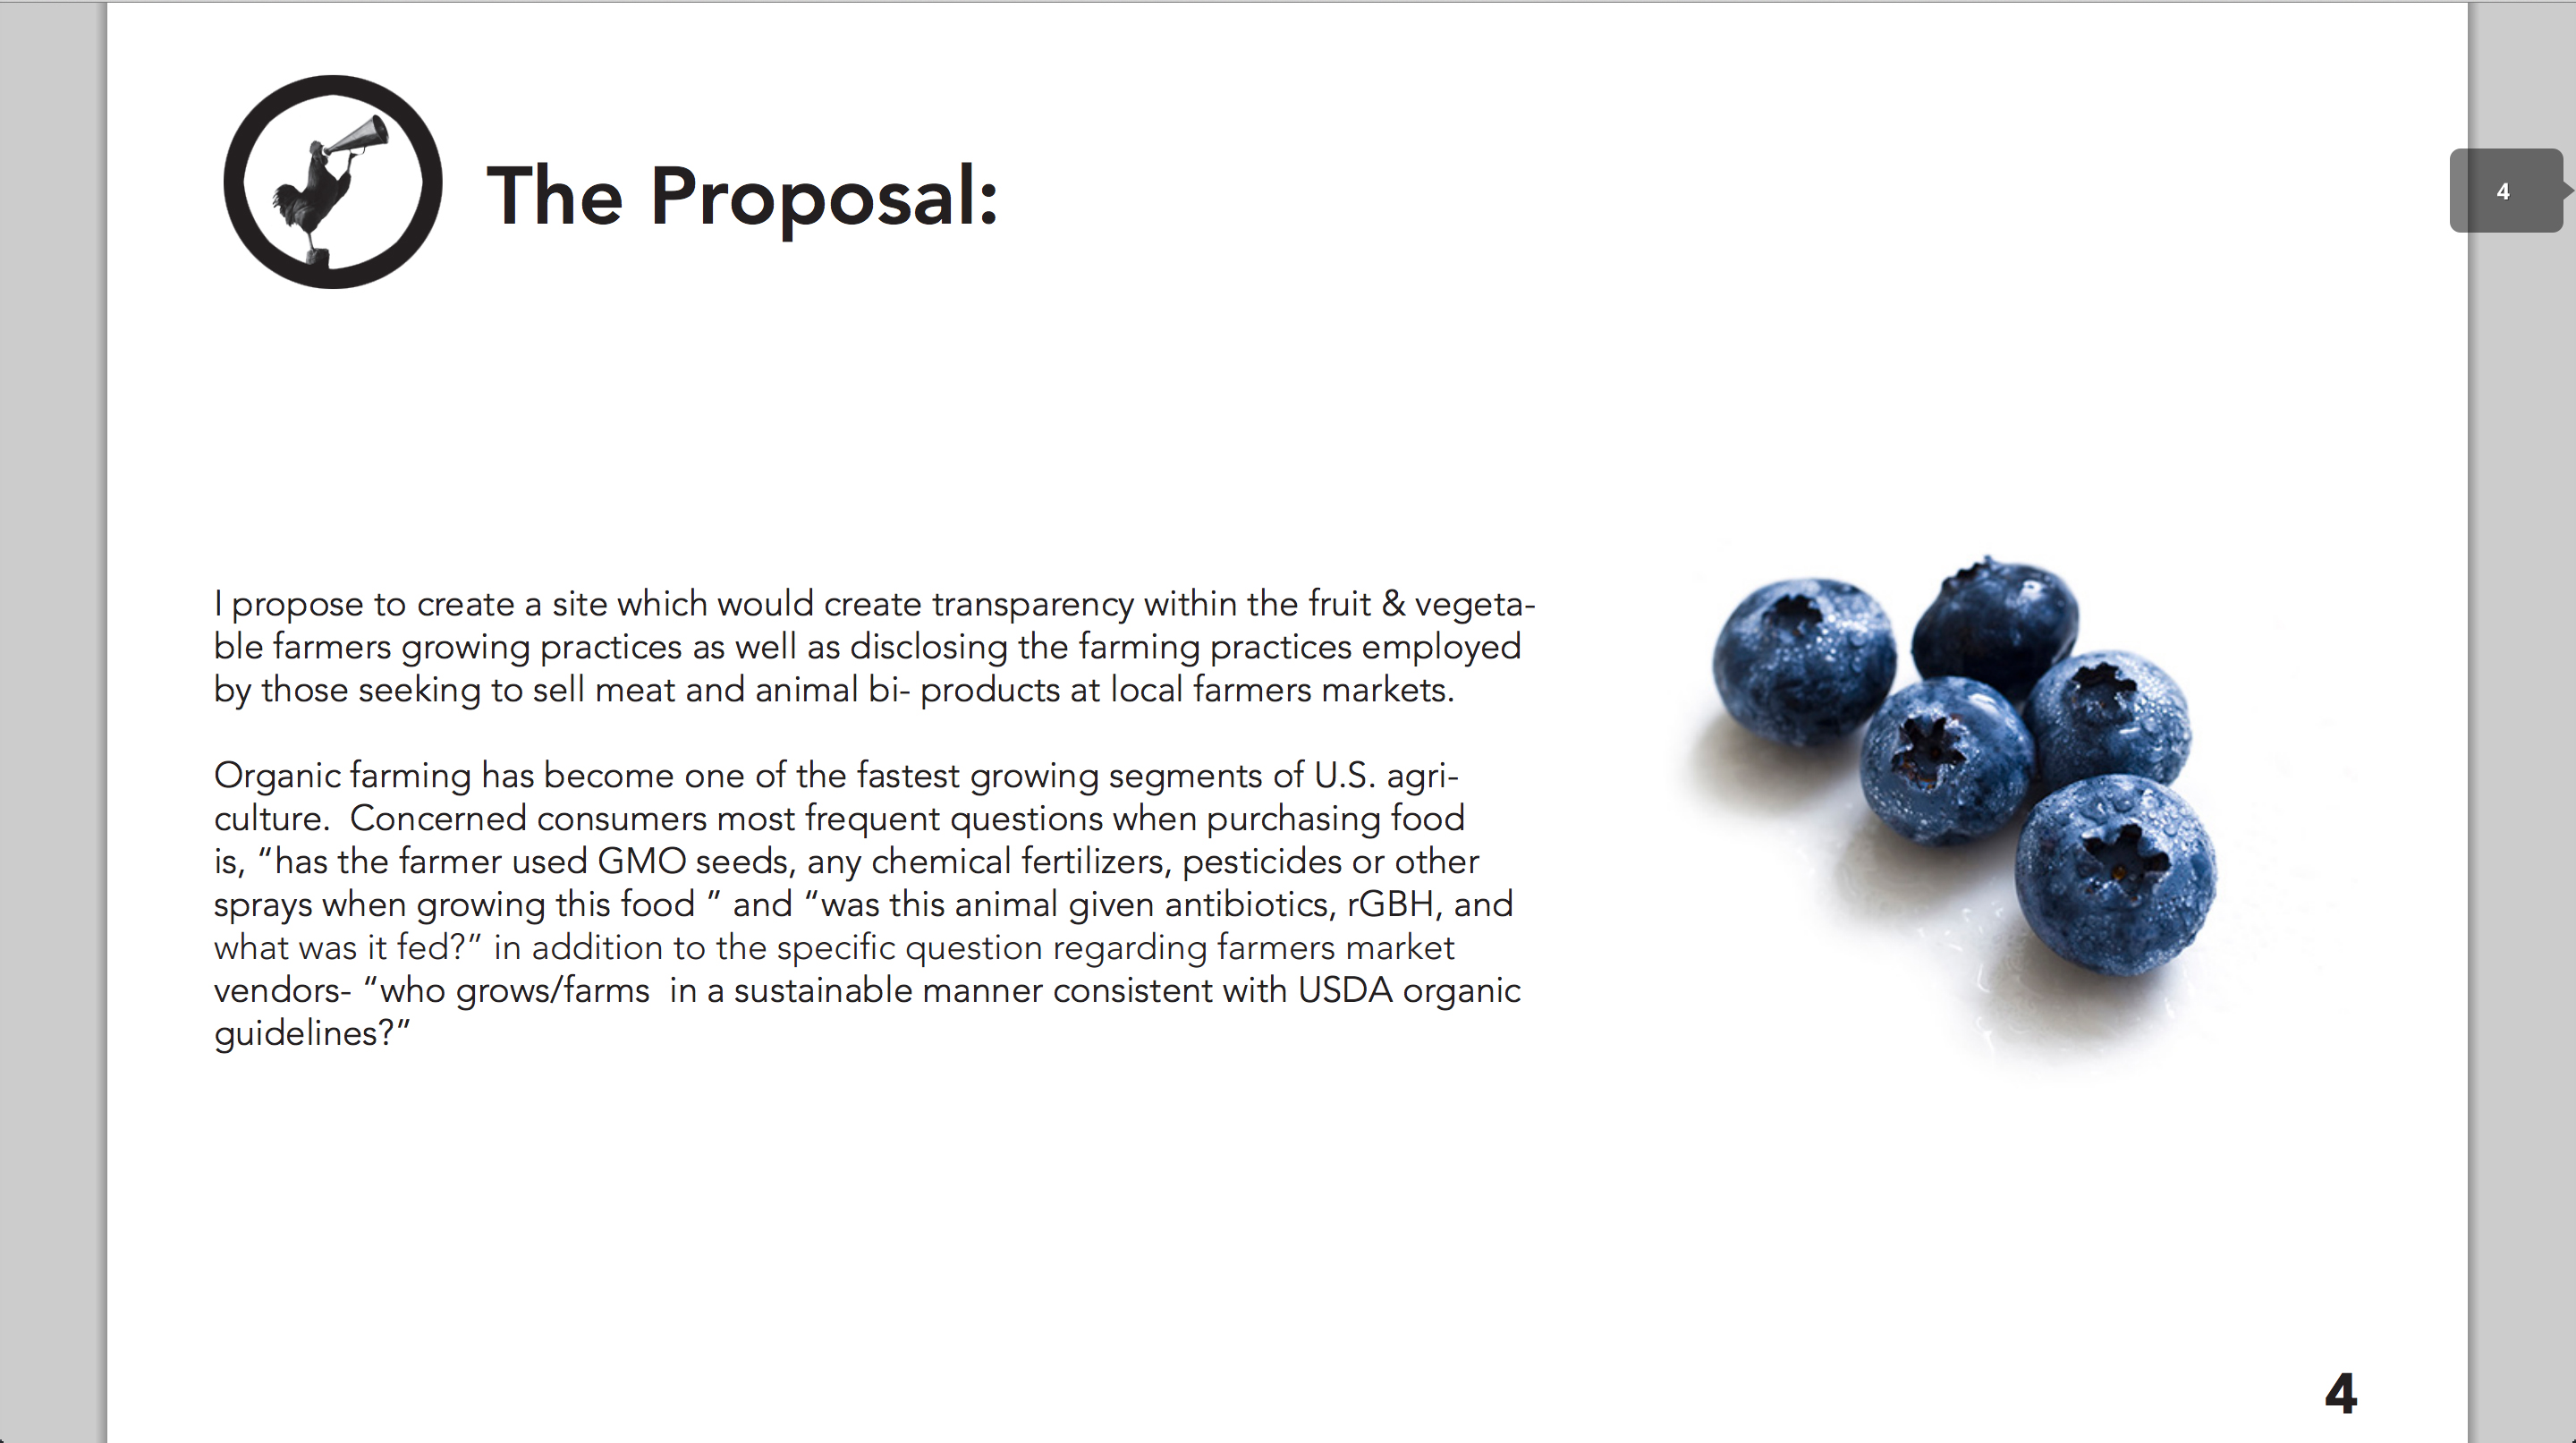 The Proposal:
4
I propose to create a site which would create transparency within the fruit & vegeta-
ble farmers growing practices as well as disclosing the farming practices employed
by those seeking to sell meat and animal bi- products at local farmers markets.
Organic farming has become one of the fastest growing segments of U.S. agri-
culture.  Concerned consumers most frequent questions when purchasing food
is, “has the farmer used GMO seeds, any chemical fertilizers, pesticides or other
sprays when growing this food ” and “was this animal given antibiotics, rGBH, and
what was it fed?” in addition to the specific question regarding farmers market
vendors- “who grows/farms  in a sustainable manner consistent with USDA organic
guidelines?”
4